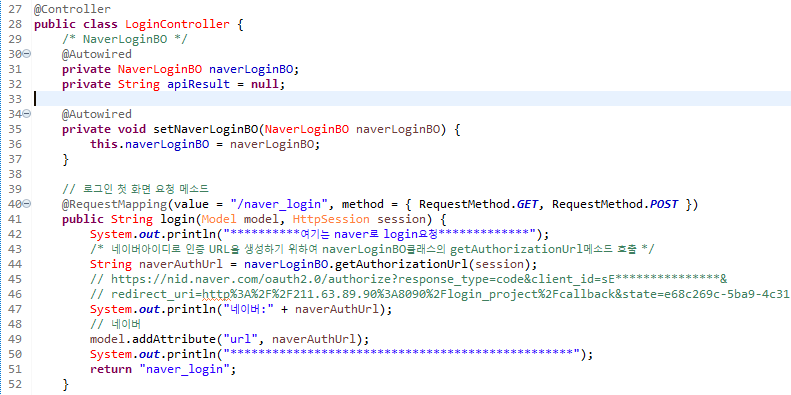 27 @Controller
28 public class LoginController {
29     /* NaverLoginBO */
30     @Autowired
31     private NaverLoginBO naverLoginBO;
32     private String apiResult = null;
33
34     @Autowired
35     private void setNaverLoginBO(NaverLoginBO naverLoginBO) {
36         this.naverLoginBO = naverLoginBO;
37     }
38
39     // 로그인 첫 화면 요청 메소드
40     @RequestMapping(value = "/naver_login", method = { RequestMethod.GET, RequestMethod.POST })
41     public String login(Model model, HttpSession session) {
42         System.out.println("**********여기는 naver로 login요청*************");
43         /* 네이버아이디로 인증 URL을 생성하기 위하여 naverLoginBO클래스의 getAuthorizationUrl메소드 호출 */
44         String naverAuthUrl = naverLoginBO.getAuthorizationUrl(session);
45         // https://nid.naver.com/oauth2.0/authorize?response_type=code&client_id=sE***************&
46         // redirect_uri=http%3A%2F%2F211.63.89.90%3A8090%2Flogin_project%2Fcallback&state=e68c269c-5ba9-4c31
47         System.out.println("네이버:" + naverAuthUrl);
48         // 네이버
49         model.addAttribute("url", naverAuthUrl);
50         System.out.println("*************************************************");
51         return "naver_login";
52     }